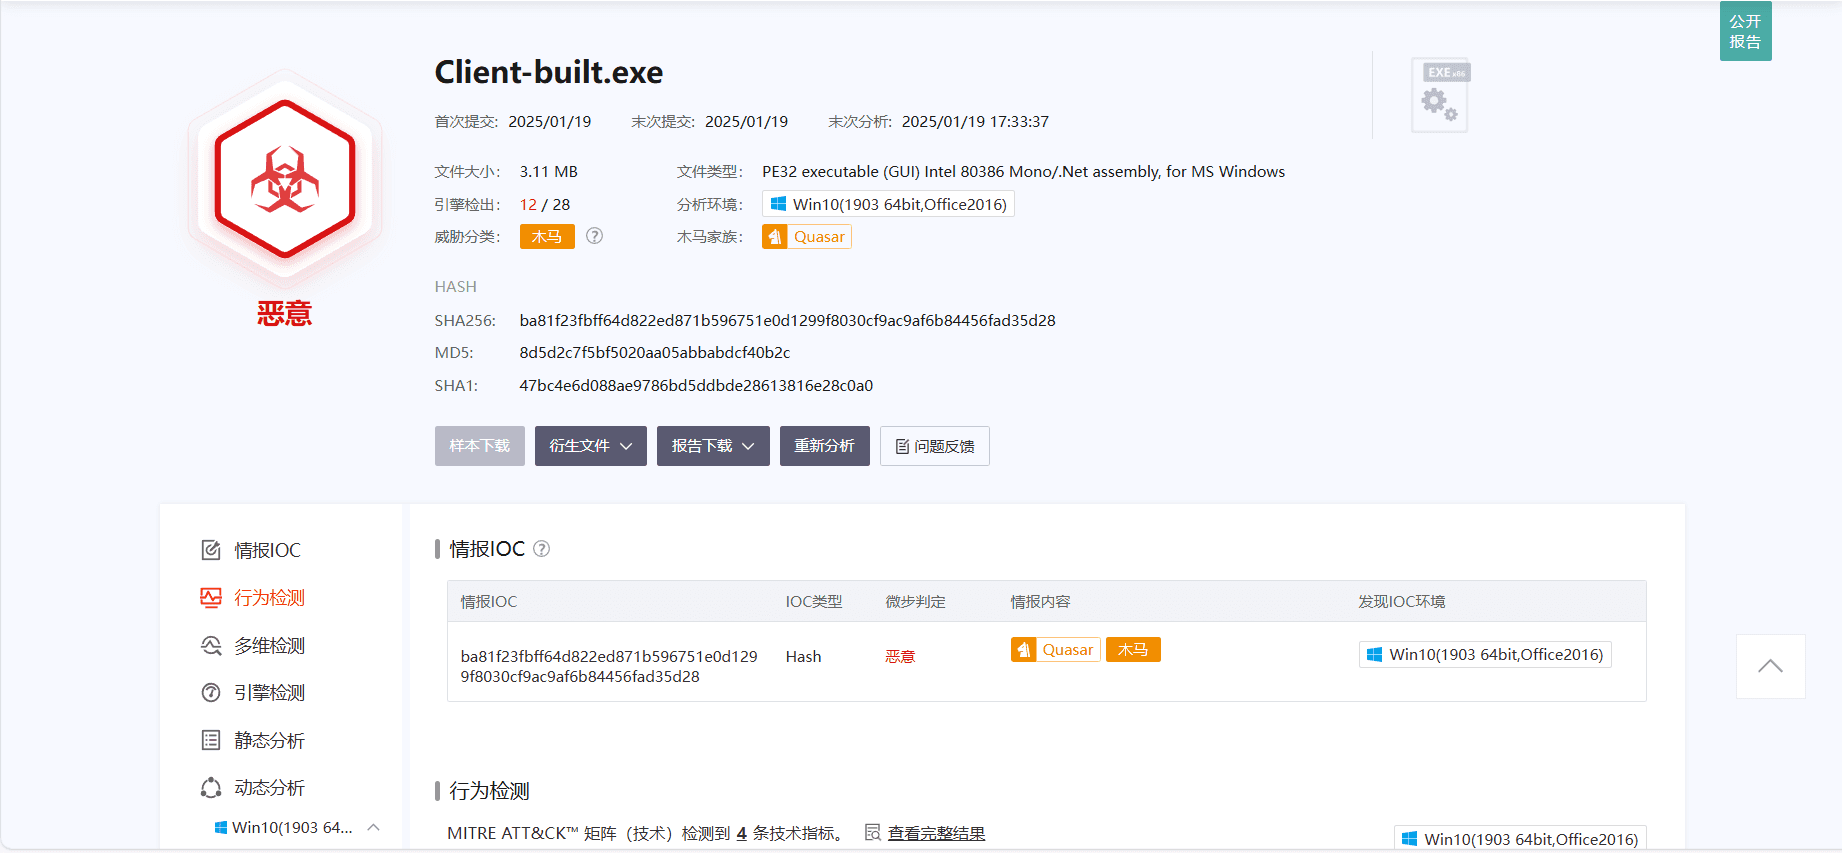 公开
报告
Client-built.exe
EXE x86
首次提交: 2025/01/19 末次提交: 2025/01/19 末次分析: 2025/01/19 17:33:37
文件大小: 3.11 MB 文件类型: PE32 executable (GUI) Intel 80386 Mono/.Net assembly, for MS Windows
引擎检出: 12 / 28 分析环境: Win10(1903 64bit,Office2016)
威胁分类: 木马 ? 木马家族: Quasar
恶意
HASH
SHA256: ba81f23fbff64d822ed871b596751e0d1299f8030cf9ac9af6b84456fad35d28
MD5: 8d5d2c7f5bf5020aa05abbabdcf40b2c
SHA1: 47bc4e6d088ae9786bd5ddbde28613816e28c0a0
样本下载 衍生文件 报告下载 重新分析 问题反馈
情报IOC
行为检测
多维检测
引擎检测
静态分析
动态分析
Win10(1903 64...
情报IOC ?
情报IOC IOC类型 微步判定 情报内容 发现IOC环境
ba81f23fbff64d822ed871b596751e0d129
9f8030cf9ac9af6b84456fad35d28 Hash 恶意 Quasar 木马 Win10(1903 64bit,Office2016)
行为检测
MITRE ATT&CK™ 矩阵（技术）检测到 4 条技术指标。 查看完整结果
Win10(1903 64bit,Office2016)